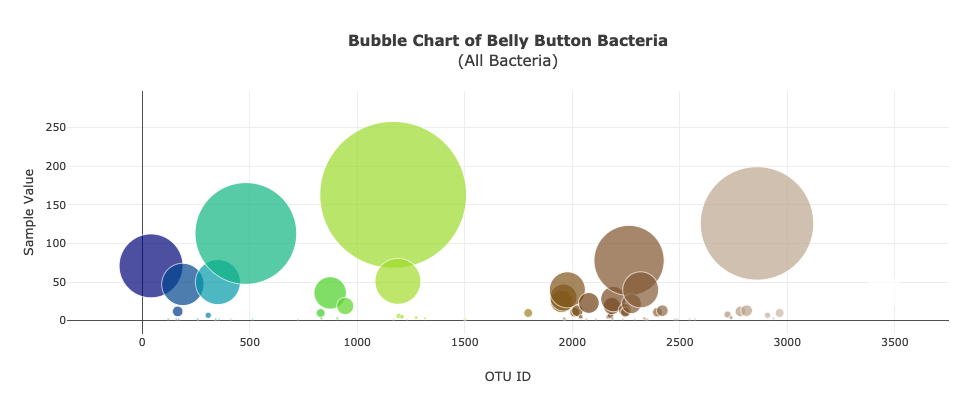 Bubble Chart of Belly Button Bacteria
(All Bacteria)
Sample Value
250
200
150
100
50
0
0 500 1000 1500 2000 2500 3000 3500
OTU ID